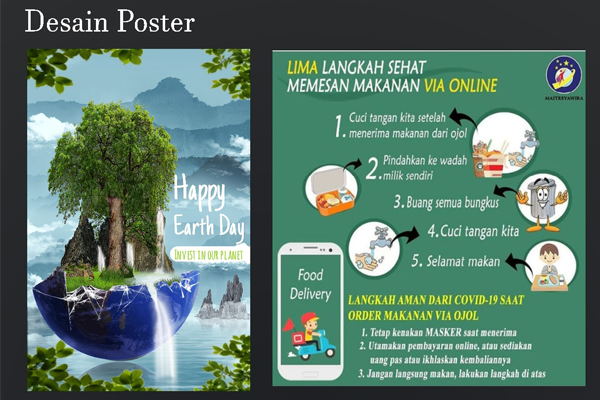 Desain Poster
Happy
Earth Day
INVEST IN OUR PLANET
LIMA LANGKAH SEHAT
MEMESAN MAKANAN VIA ONLINE
MAITREYAWIRA
1. Cuci tangan kita setelah
menerima makanan dari ojol
2. Pindahkan ke wadah
milik sendiri
3. Buang semua bungkus
4. Cuci tangan kita
5. Selamat makan
Food
Delivery
LANGKAH AMAN DARI COVID-19 SAAT
ORDER MAKANAN VIA OJOL
1. Tetap kenakan MASKER saat menerima
2. Utamakan pembayaran online, atau sediakan
uang pas atau ikhlaskan kembaliannya
3. Jangan langsung makan, lakukan langkah di atas